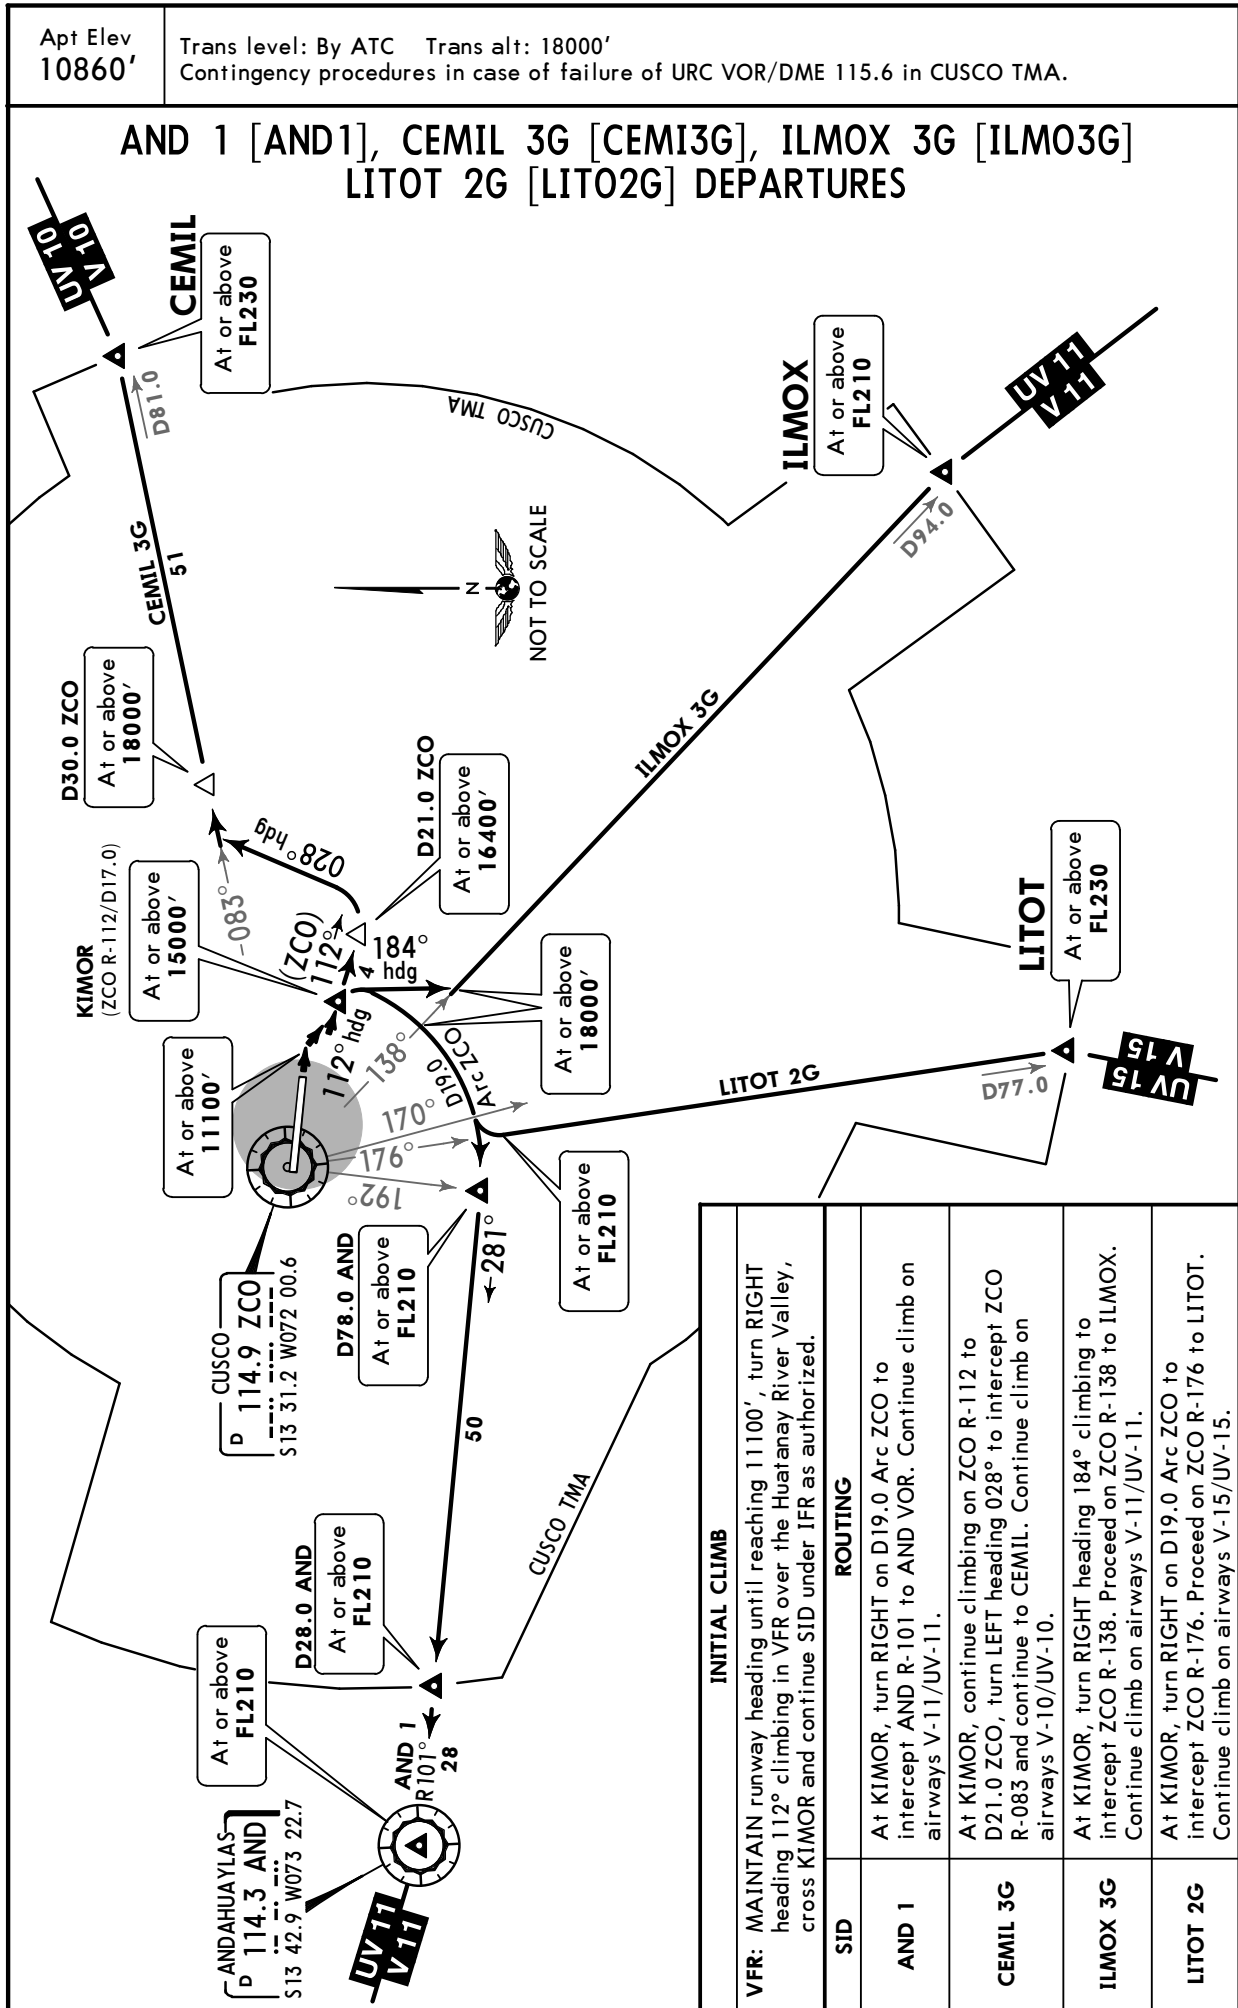 Apt Elev
10860'
Trans level: By ATC Trans alt: 18000'
Contingency procedures in case of failure of URC VOR/DME 115.6 in CUSCO TMA.
AND 1 [AND1], CEMIL 3G [CEMI3G], ILMOX 3G [ILMO3G]
LITOT 2G [LITO2G] DEPARTURES
UV 10
V 10
CEMIL
At or above
FL230
D81.0
CUSCO TMA
CEMIL 3G
51
ILMOX
At or above
FL210
UV 11
V 11
D94.0
N
NOT TO SCALE
D30.0 ZCO
At or above
18000'
028° hdg
D21.0 ZCO
At or above
16400'
ILMOX 3G
KIMOR
(ZCO R-112/D17.0)
At or above
15000'
083°
(ZCO)
112°
4
184°
hdg
At or above
18000'
LITOT
At or above
FL230
UV 15
V 15
D77.0
LITOT 2G
At or above
11100'
112° hdg
138°
D19.0
Arc ZCO
170°
176°
192°
At or above
FL210
CUSCO
D 114.9 ZCO
S13 31.2 W072 00.6
D78.0 AND
At or above
FL210
281°
50
CUSCO TMA
D28.0 AND
At or above
FL210
At or above
FL210
AND 1
R101°
28
ANDAHUAYLAS
D 114.3 AND
S13 42.9 W073 22.7
UV 11
V 11
INITIAL CLIMB
VFR: MAINTAIN runway heading until reaching 11100', turn RIGHT
heading 112° climbing in VFR over the Huatanay River Valley,
cross KIMOR and continue SID under IFR as authorized.
SID ROUTING
AND 1
At KIMOR, turn RIGHT on D19.0 Arc ZCO to
intercept AND R-101 to AND VOR. Continue climb on
airways V-11/UV-11.
CEMIL 3G
At KIMOR, continue climbing on ZCO R-112 to
D21.0 ZCO, turn LEFT heading 028° to intercept ZCO
R-083 and continue to CEMIL. Continue climb on
airways V-10/UV-10.
ILMOX 3G
At KIMOR, turn RIGHT heading 184° climbing to
intercept ZCO R-138. Proceed on ZCO R-138 to ILMOX.
Continue climb on airways V-11/UV-11.
LITOT 2G
At KIMOR, turn RIGHT on D19.0 Arc ZCO to
intercept ZCO R-176. Proceed on ZCO R-176 to LITOT.
Continue climb on airways V-15/UV-15.